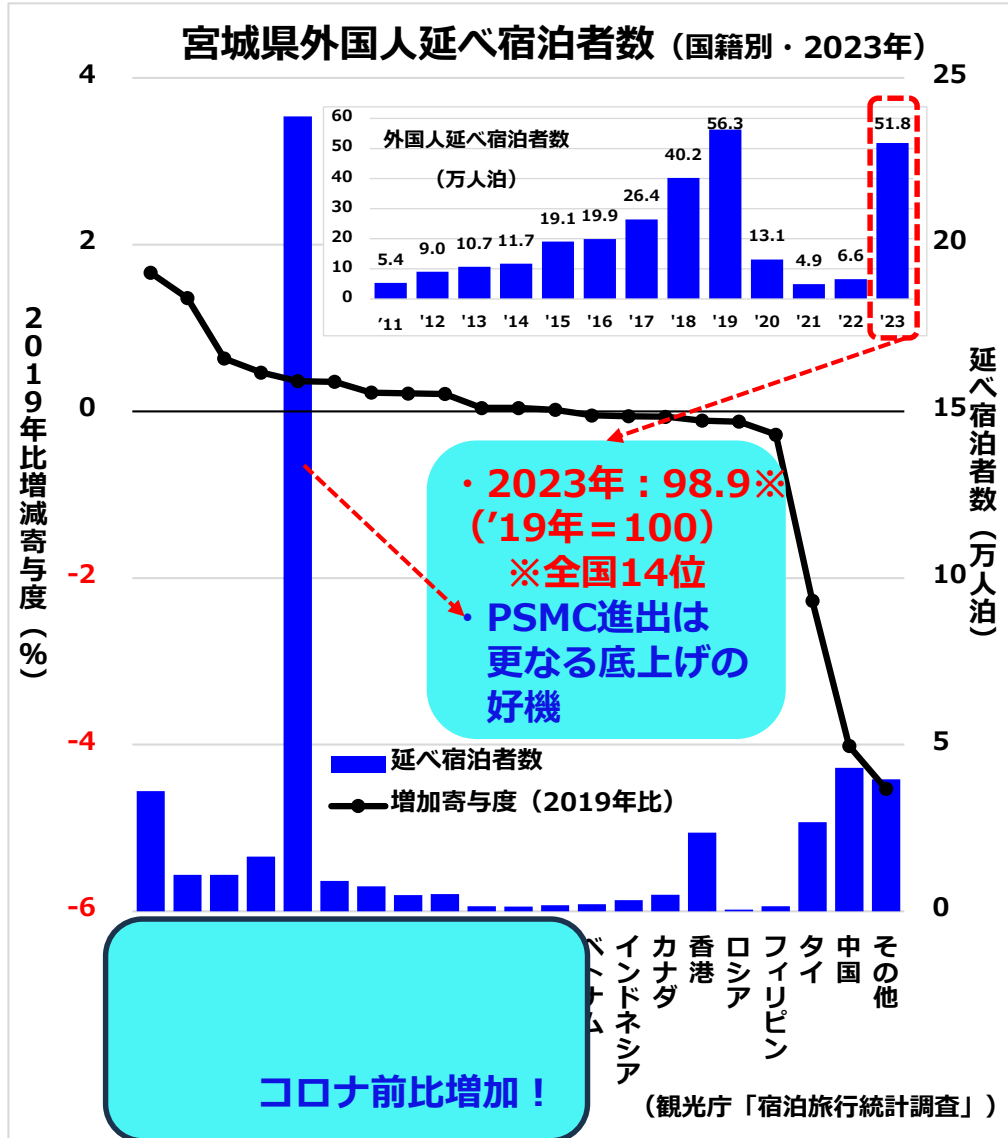 宮城県外国人延べ宿泊者数（国籍別・2023年）
4
2
0
-2
-4
-6
2019年比増減寄与度（%）
25
20
15
10
5
0
延べ宿泊者数（万人泊）
外国人延べ宿泊者数
（万人泊）
60
50
40
30
20
10
0
5.4
9.0
10.7
11.7
19.1
19.9
26.4
40.2
56.3
13.1
4.9
6.6
51.8
'11
'12
'13
'14
'15
'16
'17
'18
'19
'20
'21
'22
'23
・2023年：98.9※
（'19年＝100）
※全国14位
・PSMC進出は
更なる底上げの
好機
延べ宿泊者数
増加寄与度（2019年比）
ベトナム
インドネシア
カナダ
香港
ロシア
フィリピン
タイ
中国
その他
コロナ前比増加！
（観光庁「宿泊旅行統計調査」）